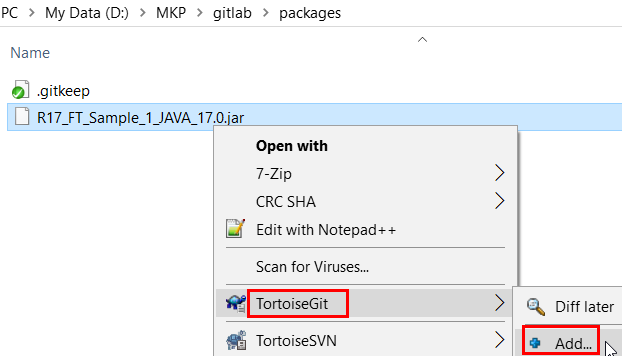 PC > My Data (D:) > MKP > gitlab > packages
Name
.gitkeep
R17_FT_Sample_1_JAVA_17.0.jar
Open with
7-Zip
CRC SHA
Edit with Notepad++
Scan for Viruses...
TortoiseGit
Diff later
TortoiseSVN
Add...